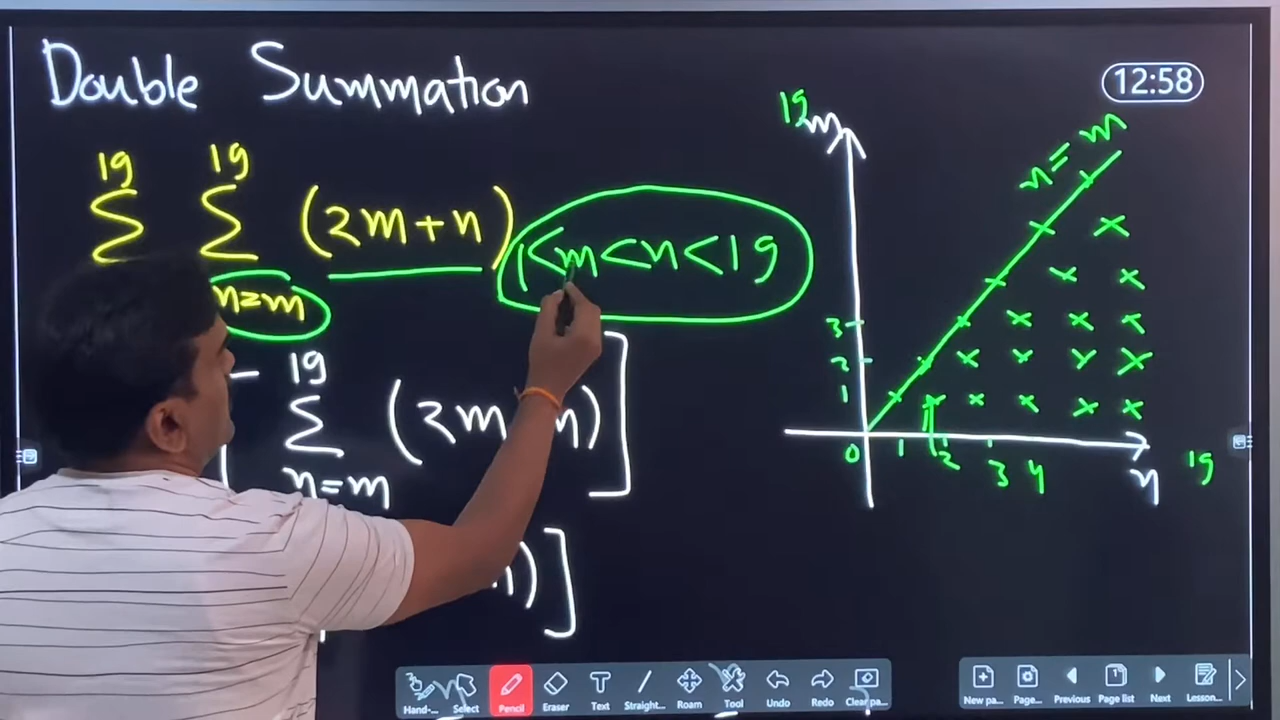 Double Summation
12:58
19 19
Σ Σ (2m+n) 1<m<n<19
n=m
19
Σ (2m n)
n=m
n)]
19 m
n=m
3
2
1
0 1 2 3 4 n 19
Hand-... Select Pencil Eraser Text Straight... Roam Tool Undo Redo Clear pa...
New pa... Page... Previous Page list Next Lesson...